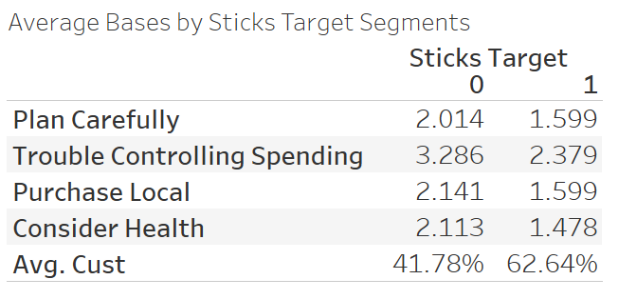 Average Bases by Sticks Target Segments
Sticks Target
0 1
Plan Carefully 2.014 1.599
Trouble Controlling Spending 3.286 2.379
Purchase Local 2.141 1.599
Consider Health 2.113 1.478
Avg. Cust 41.78% 62.64%